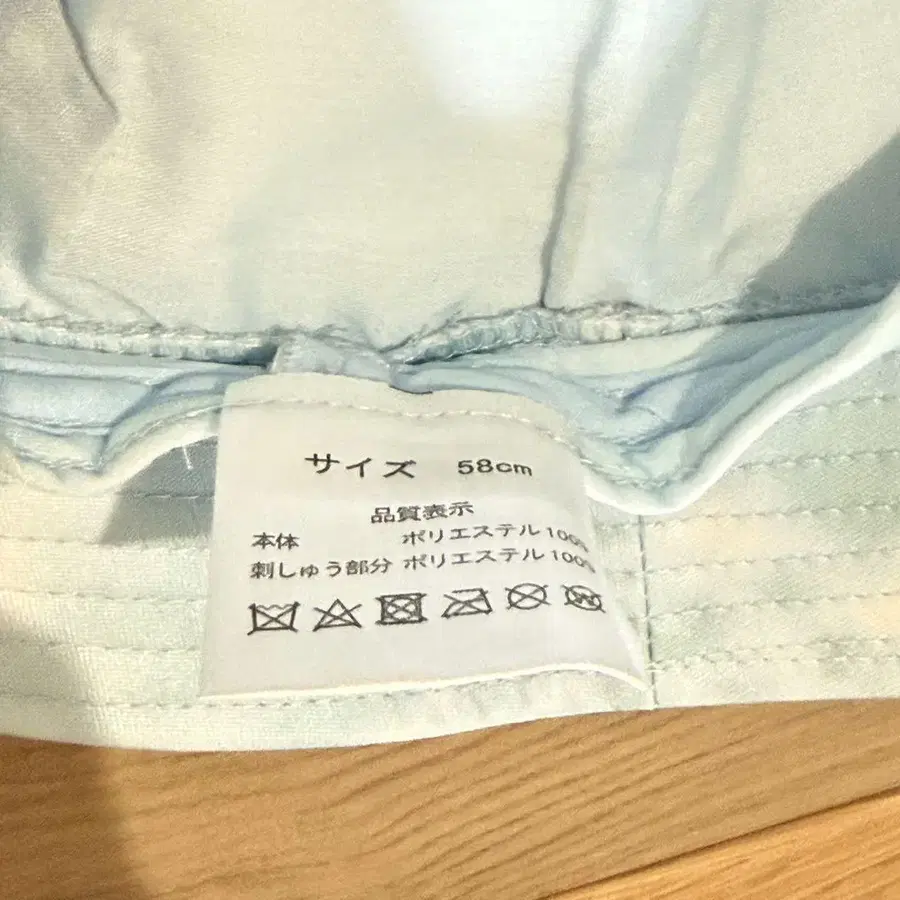 サイズ 58cm
品質表示
本体 ポリエステル100%
刺しゅう部分 ポリエステル100%